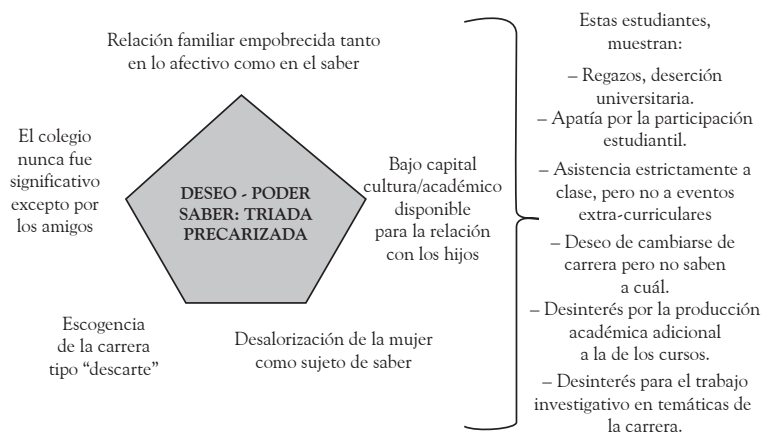 Relación familiar empobrecida tanto
en lo afectivo como en el saber
El colegio
nunca fue
significativo
excepto por
los amigos
DESEO - PODER
SABER: TRIADA
PRECARIZADA
Bajo capital
cultura/académico
disponible
para la relación
con los hijos
Escogencia
de la carrera
tipo “descarte”
Desalorización de la mujer
como sujeto de saber
Estas estudiantes,
muestran:
– Regazos, deserción
universitaria.
– Apatía por la participación
estudiantil.
– Asistencia estrictamente a
clase, pero no a eventos
extra-curriculares
– Deseo de cambiarse de
carrera pero no saben
a cuál.
– Desinterés por la producción
académica adicional
a la de los cursos.
– Desinterés para el trabajo
investigativo en temáticas de
la carrera.